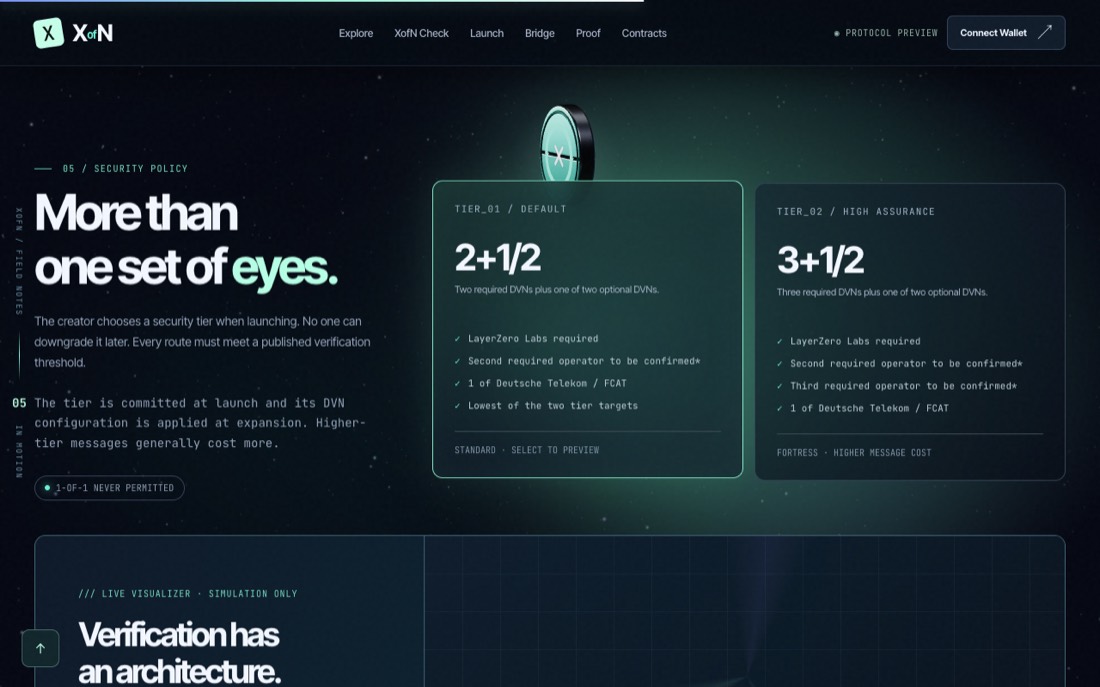 X XofN
Explore XofN Check Launch Bridge Proof Contracts
PROTOCOL PREVIEW
Connect Wallet
XOFN / FIELD NOTES
05
IN MOTION
05 / SECURITY POLICY
More than
one set of eyes.
The creator chooses a security tier when launching. No one can
downgrade it later. Every route must meet a published verification
threshold.
The tier is committed at launch and its DVN
configuration is applied at expansion. Higher-
tier messages generally cost more.
1-OF-1 NEVER PERMITTED
X
TIER_01 / DEFAULT
2+1/2
Two required DVNs plus one of two optional DVNs.
✓ LayerZero Labs required
✓ Second required operator to be confirmed*
✓ 1 of Deutsche Telekom / FCAT
✓ Lowest of the two tier targets
STANDARD · SELECT TO PREVIEW
TIER_02 / HIGH ASSURANCE
3+1/2
Three required DVNs plus one of two optional DVNs.
✓ LayerZero Labs required
✓ Second required operator to be confirmed*
✓ Third required operator to be confirmed*
✓ 1 of Deutsche Telekom / FCAT
FORTRESS · HIGHER MESSAGE COST
/// LIVE VISUALIZER · SIMULATION ONLY
Verification has
an architecture.